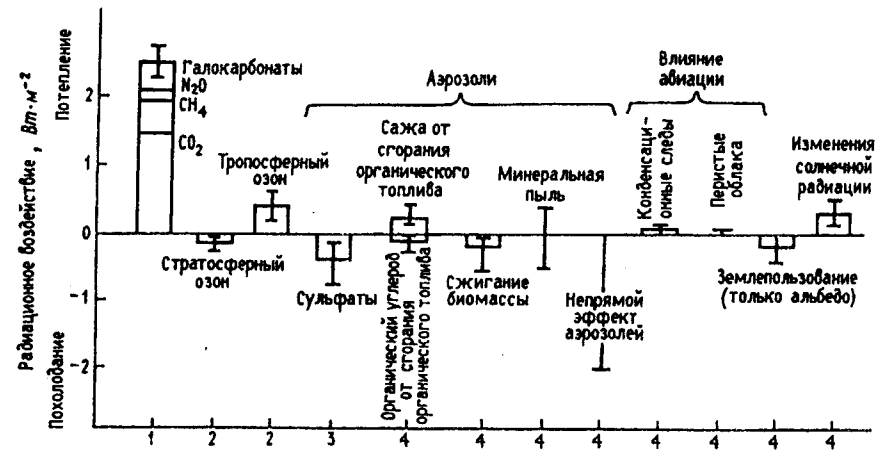 Радиационное воздействие, Вт·м⁻²
Похолодание
Потепление
2
1
0
-1
-2
Галокарбонаты
N₂O
CH₄
CO₂
Стратосферный
озон
Тропосферный
озон
Аэрозоли
Сульфаты
Сажа от
сгорания
органического
топлива
Органический углерод
от сгорания
органического топлива
Сжигание
биомассы
Минеральная
пыль
Непрямой
эффект
аэрозолей
Влияние
авиации
Конденсаци-
онные следы
Перистые
облака
Землепользование
(только альбедо)
Изменения
солнечной
радиации
1 2 2 3 4 4 4 4 4 4 4 4